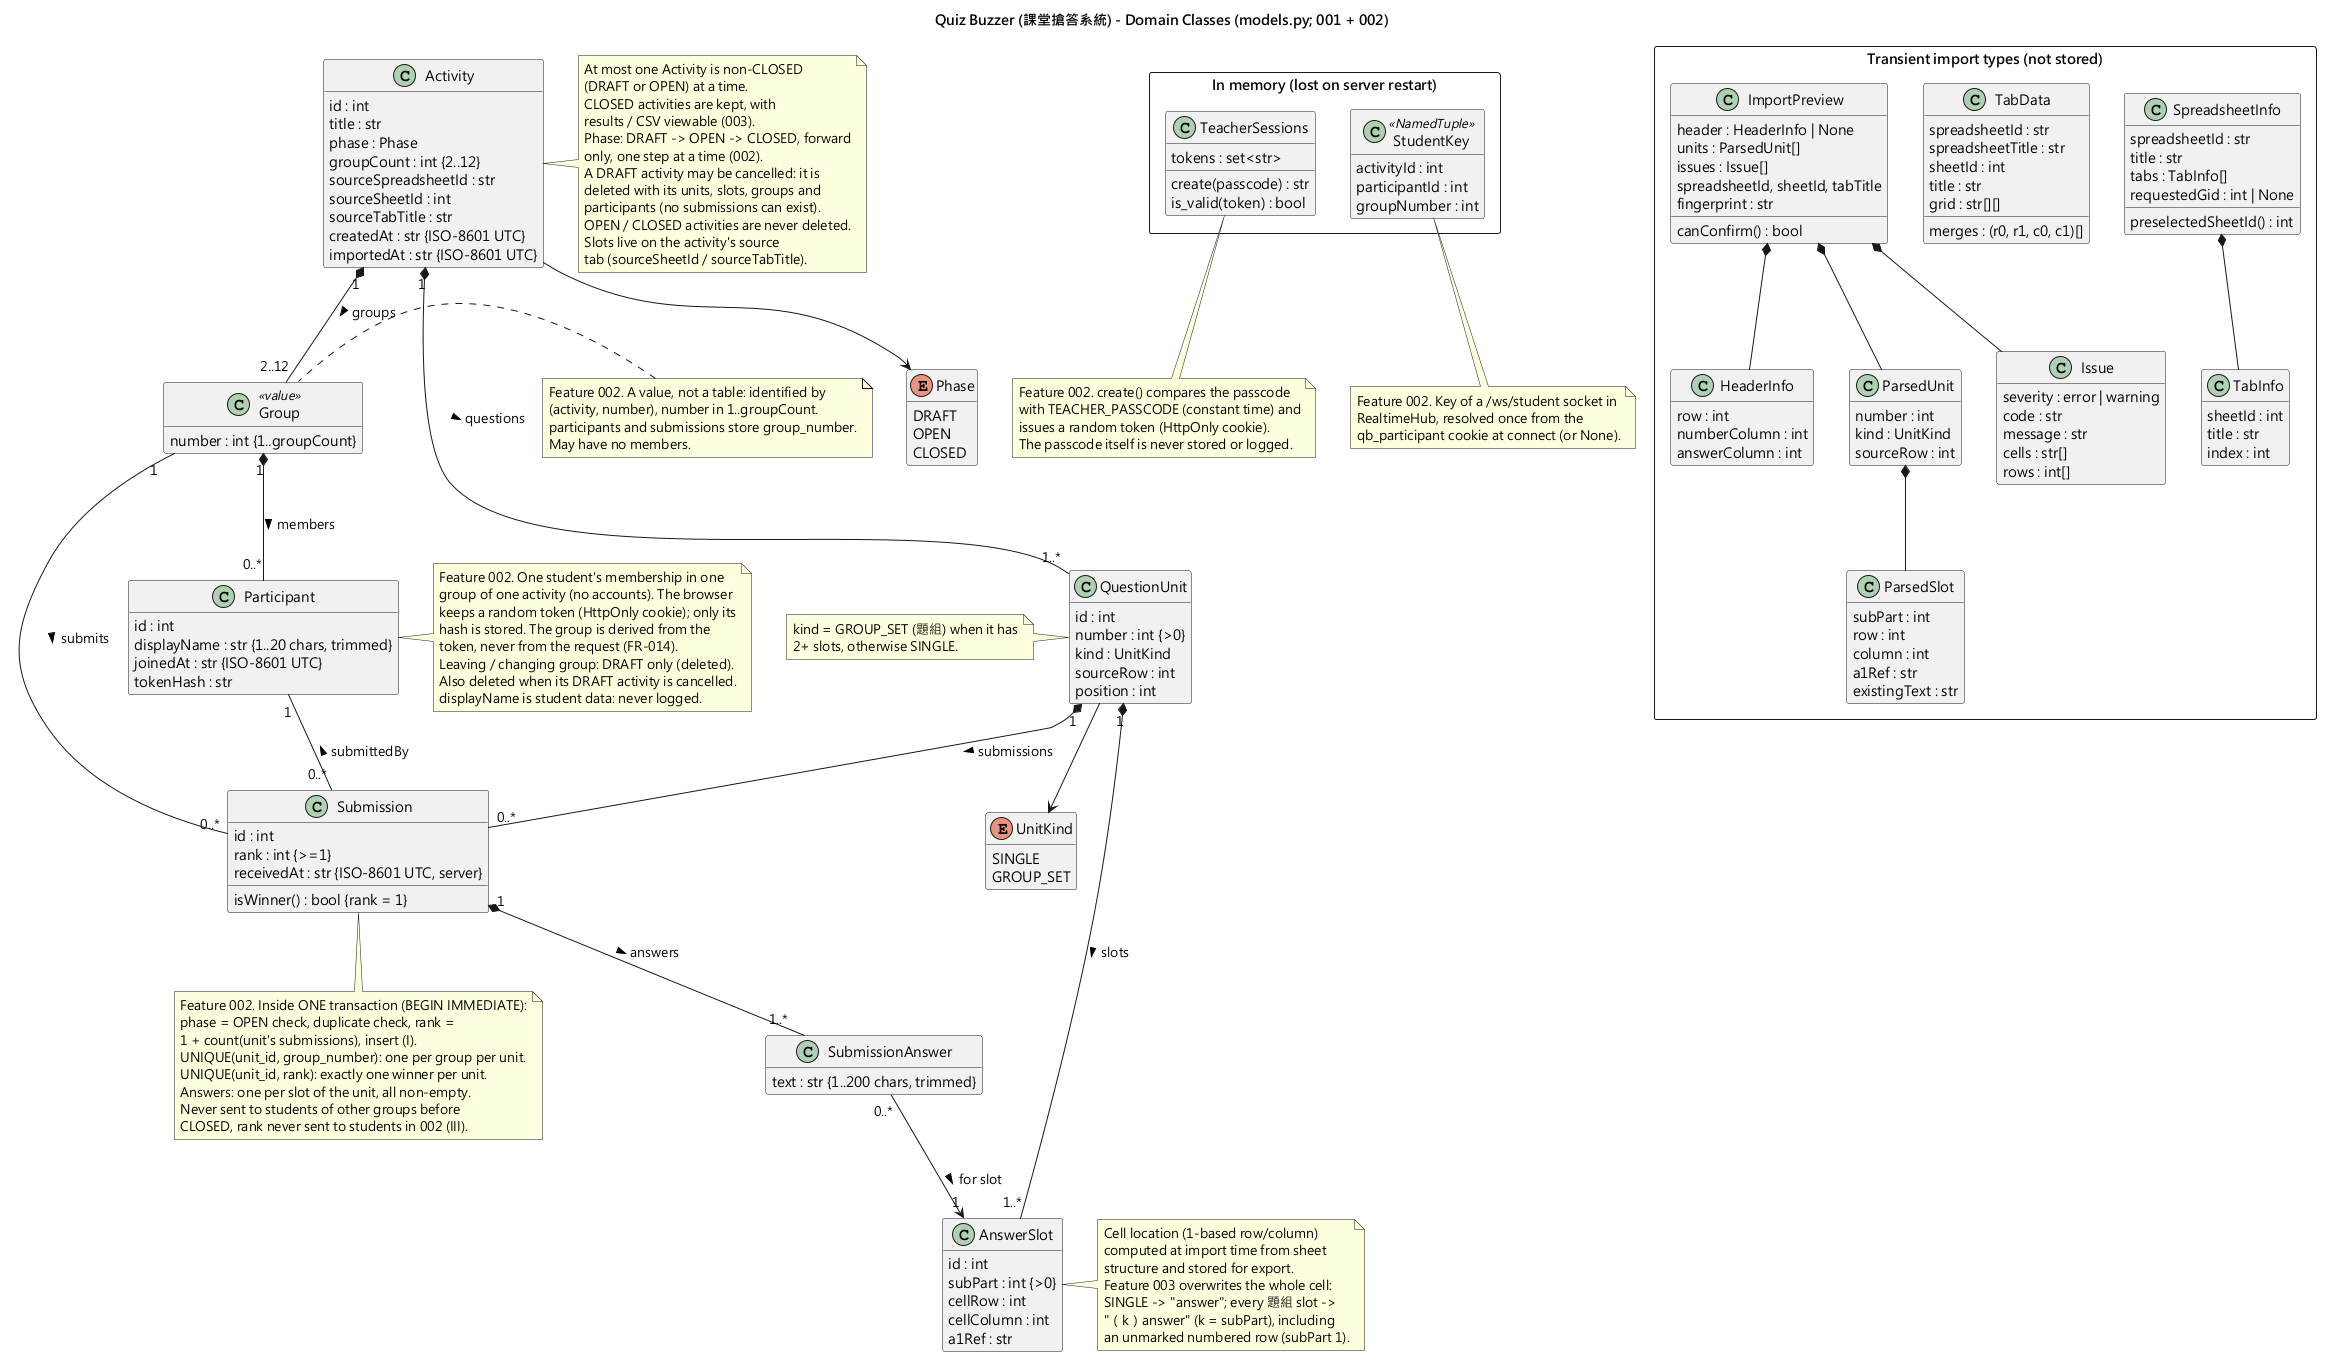 Quiz Buzzer (課堂搶答系統) - Domain Classes (models.py; 001 + 002)
C Activity
id : int
title : str
phase : Phase
groupCount : int {2..12}
sourceSpreadsheetId : str
sourceSheetId : int
sourceTabTitle : str
createdAt : str {ISO-8601 UTC}
importedAt : str {ISO-8601 UTC}
At most one Activity is non-CLOSED
(DRAFT or OPEN) at a time.
CLOSED activities are kept, with
results / CSV viewable (003).
Phase: DRAFT -> OPEN -> CLOSED, forward
only, one step at a time (002).
A DRAFT activity may be cancelled: it is
deleted with its units, slots, groups and
participants (no submissions can exist).
OPEN / CLOSED activities are never deleted.
Slots live on the activity's source
tab (sourceSheetId / sourceTabTitle).
In memory (lost on server restart)
C TeacherSessions
tokens : set<str>
create(passcode) : str
is_valid(token) : bool
C «NamedTuple»
StudentKey
activityId : int
participantId : int
groupNumber : int
Transient import types (not stored)
C ImportPreview
header : HeaderInfo | None
units : ParsedUnit[]
issues : Issue[]
spreadsheetId, sheetId, tabTitle
fingerprint : str
canConfirm() : bool
C TabData
spreadsheetId : str
spreadsheetTitle : str
sheetId : int
title : str
grid : str[][]
merges : (r0, r1, c0, c1)[]
C SpreadsheetInfo
spreadsheetId : str
title : str
tabs : TabInfo[]
requestedGid : int | None
preselectedSheetId() : int
1
1
groups
2..12
C «value»
Group
number : int {1..groupCount}
Feature 002. A value, not a table: identified by
(activity, number), number in 1..groupCount.
participants and submissions store group_number.
May have no members.
questions
E Phase
DRAFT
OPEN
CLOSED
Feature 002. create() compares the passcode
with TEACHER_PASSCODE (constant time) and
issues a random token (HttpOnly cookie).
The passcode itself is never stored or logged.
Feature 002. Key of a /ws/student socket in
RealtimeHub, resolved once from the
qb_participant cookie at connect (or None).
C HeaderInfo
row : int
numberColumn : int
answerColumn : int
C ParsedUnit
number : int
kind : UnitKind
sourceRow : int
C Issue
severity : error | warning
code : str
message : str
cells : str[]
rows : int[]
C TabInfo
sheetId : int
title : str
index : int
1
1
members
0..*
1..*
submits
C Participant
id : int
displayName : str {1..20 chars, trimmed}
joinedAt : str {ISO-8601 UTC}
tokenHash : str
Feature 002. One student's membership in one
group of one activity (no accounts). The browser
keeps a random token (HttpOnly cookie); only its
hash is stored. The group is derived from the
token, never from the request (FR-014).
Leaving / changing group: DRAFT only (deleted).
Also deleted when its DRAFT activity is cancelled.
displayName is student data: never logged.
kind = GROUP_SET (題組) when it has
2+ slots, otherwise SINGLE.
C QuestionUnit
id : int
number : int {>0}
kind : UnitKind
sourceRow : int
position : int
C ParsedSlot
subPart : int
row : int
column : int
a1Ref : str
existingText : str
1
1
1
submittedBy
submissions
0..*
0..*
0..*
C Submission
id : int
rank : int {>=1}
receivedAt : str {ISO-8601 UTC, server}
isWinner() : bool {rank = 1}
E UnitKind
SINGLE
GROUP_SET
1
answers
slots
Feature 002. Inside ONE transaction (BEGIN IMMEDIATE):
phase = OPEN check, duplicate check, rank =
1 + count(unit's submissions), insert (I).
UNIQUE(unit_id, group_number): one per group per unit.
UNIQUE(unit_id, rank): exactly one winner per unit.
Answers: one per slot of the unit, all non-empty.
Never sent to students of other groups before
CLOSED, rank never sent to students in 002 (III).
1..*
C SubmissionAnswer
text : str {1..200 chars, trimmed}
0..*
for slot
1
1..*
C AnswerSlot
id : int
subPart : int {>0}
cellRow : int
cellColumn : int
a1Ref : str
Cell location (1-based row/column)
computed at import time from sheet
structure and stored for export.
Feature 003 overwrites the whole cell:
SINGLE -> "answer"; every 題組 slot ->
" ( k ) answer" (k = subPart), including
an unmarked numbered row (subPart 1).